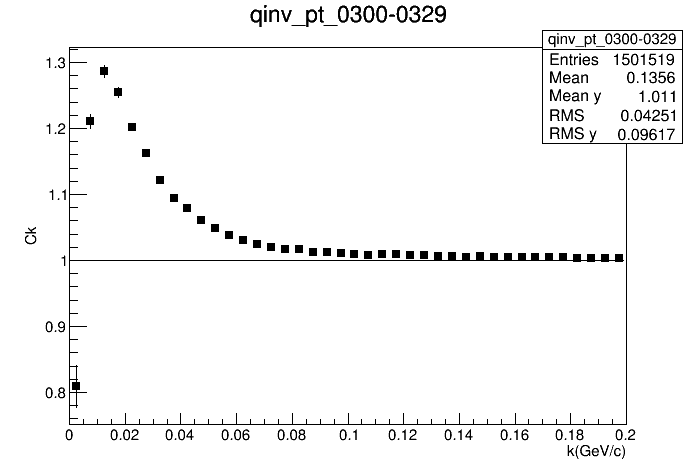 qinv_pt_0300-0329
qinv_pt_0300-0329
Entries 1501519
Mean 0.1356
Mean y 1.011
RMS 0.04251
RMS y 0.09617
1.3
1.2
1.1
1
0.9
0.8
Ck
0 0.02 0.04 0.06 0.08 0.1 0.12 0.14 0.16 0.18 0.2
k(GeV/c)